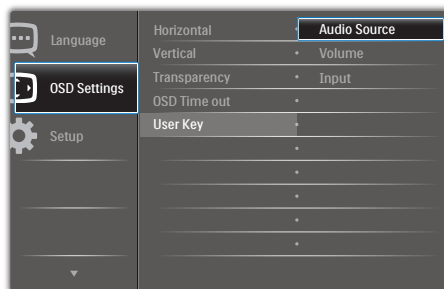 Language
OSD Settings
Setup
Horizontal
Vertical
Transparency
OSD Time out
User Key
Audio Source
Volume
Input